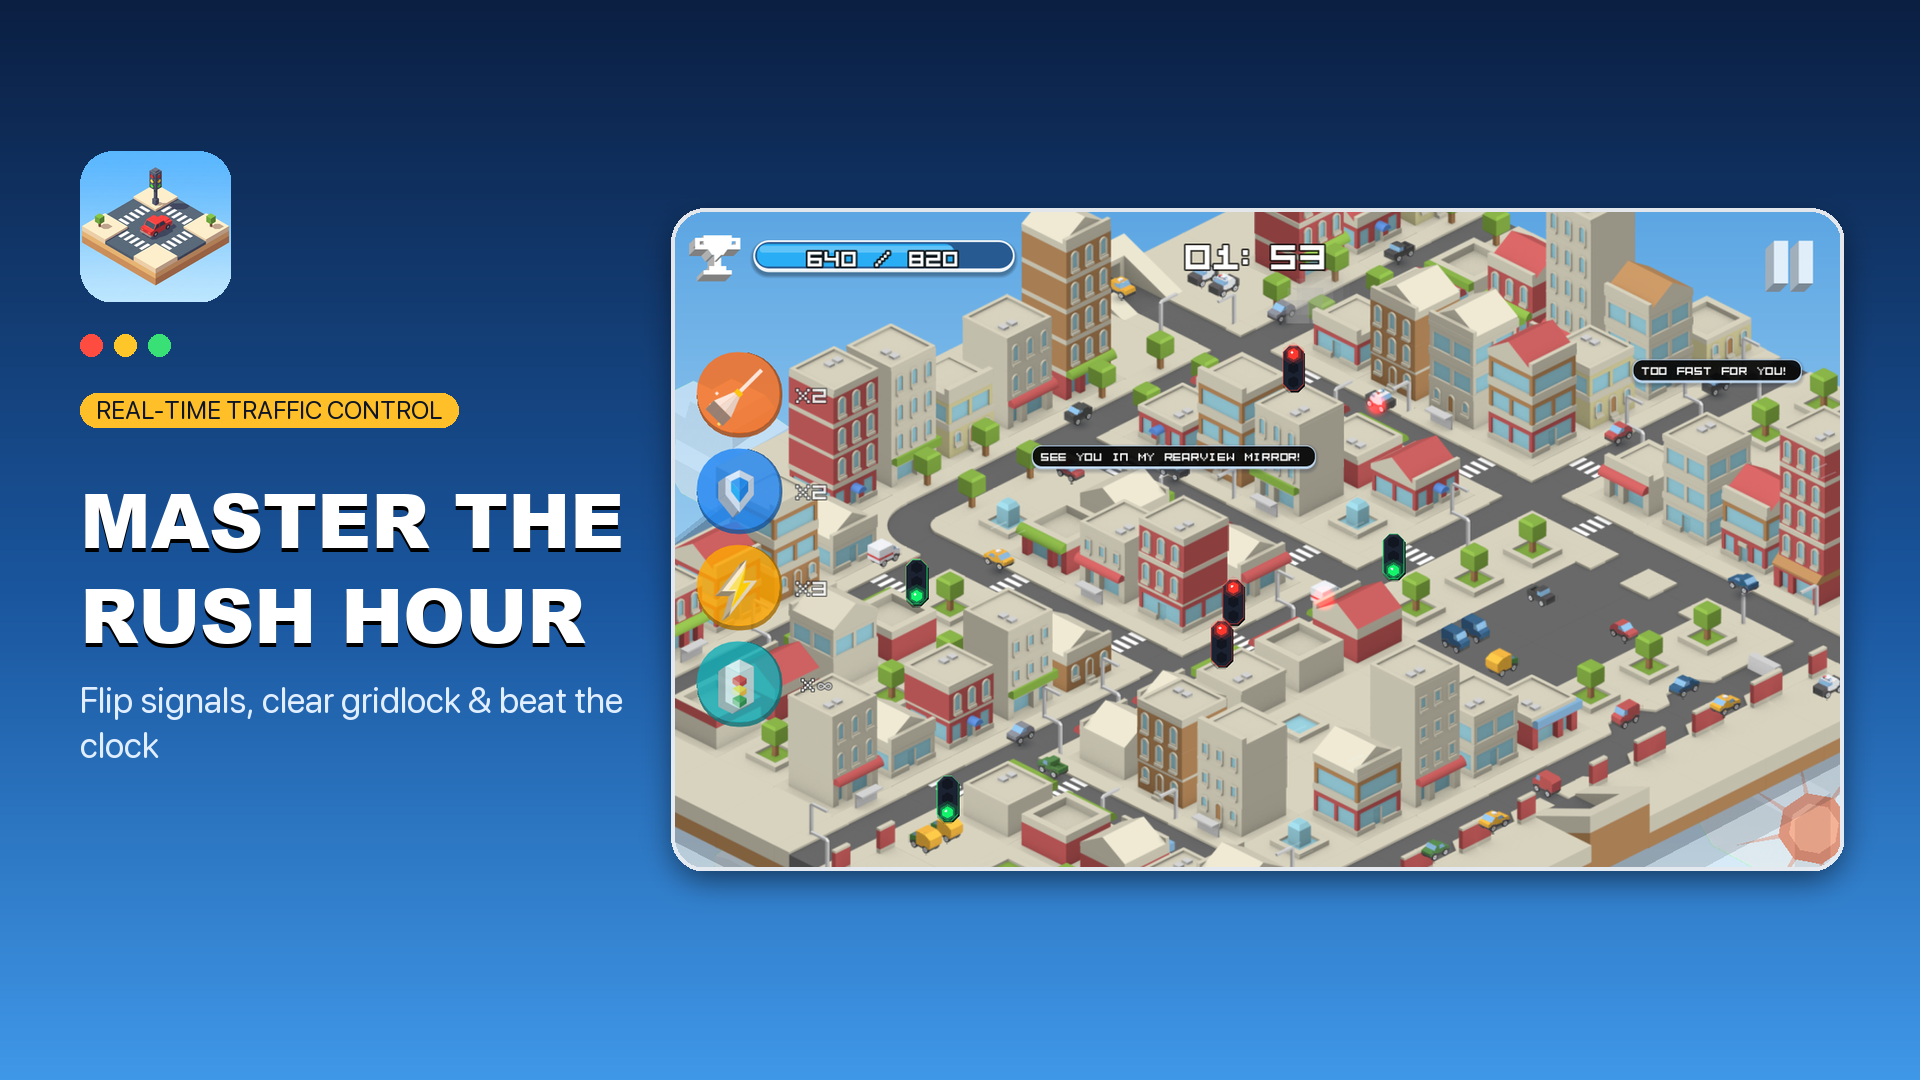 REAL-TIME TRAFFIC CONTROL
MASTER THE
RUSH HOUR
Flip signals, clear gridlock & beat the
clock
640 / 820
01: 53
X2
X2
X3
X∞
TOO FAST FOR YOU!
SEE YOU IN MY REARVIEW MIRROR!